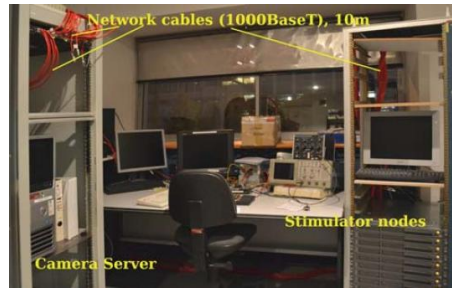 Network cables (1000BaseT), 10m
Stimulator nodes
Camera Server